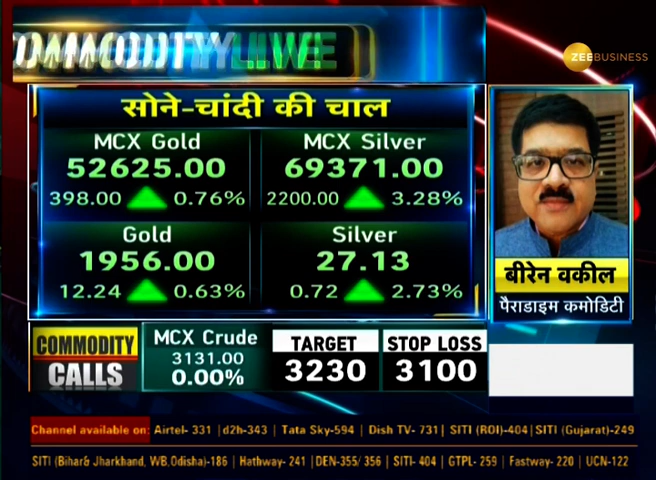 ZEEBUSINESS
सोने-चांदी की चाल
MCX Gold
52625.00
398.00 0.76%
MCX Silver
69371.00
2200.00 3.28%
Gold
1956.00
12.24 0.63%
Silver
27.13
0.72 2.73%
बीरेन वकील
पैराडाइम कमोडिटी
COMMODITY
CALLS
MCX Crude
3131.00
0.00%
TARGET
3230
STOP LOSS
3100
Channel available on: Airtel- 331 | d2h-343 | Tata Sky-594 | Dish TV- 731 | SITI (ROI)-404 | SITI (Gujarat)-249
SITI (Bihar& Jharkhand, WB,Odisha)-186 | Hathway- 241 | DEN-355/ 356 | SITI- 404 | GTPL- 259 | Fastway- 220 | UCN-122